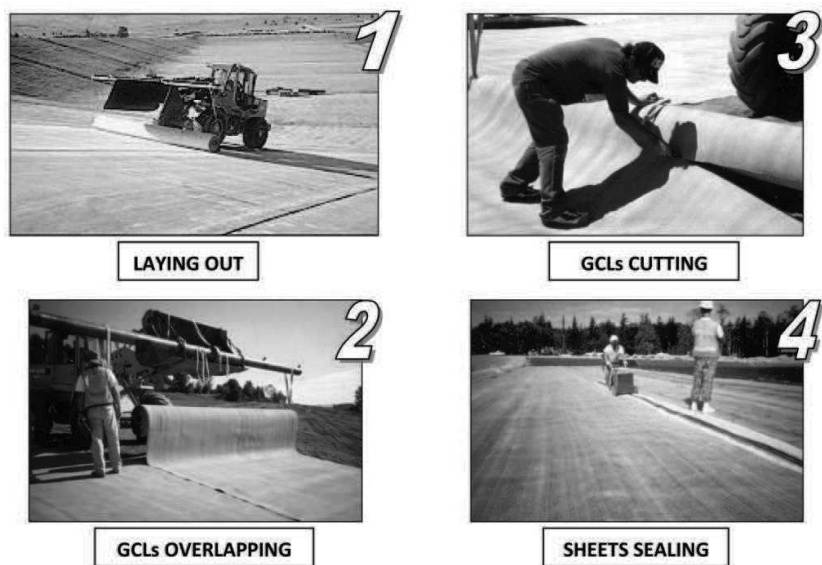 1
LAYING OUT
2
GCLs OVERLAPPING
3
GCLs CUTTING
4
SHEETS SEALING